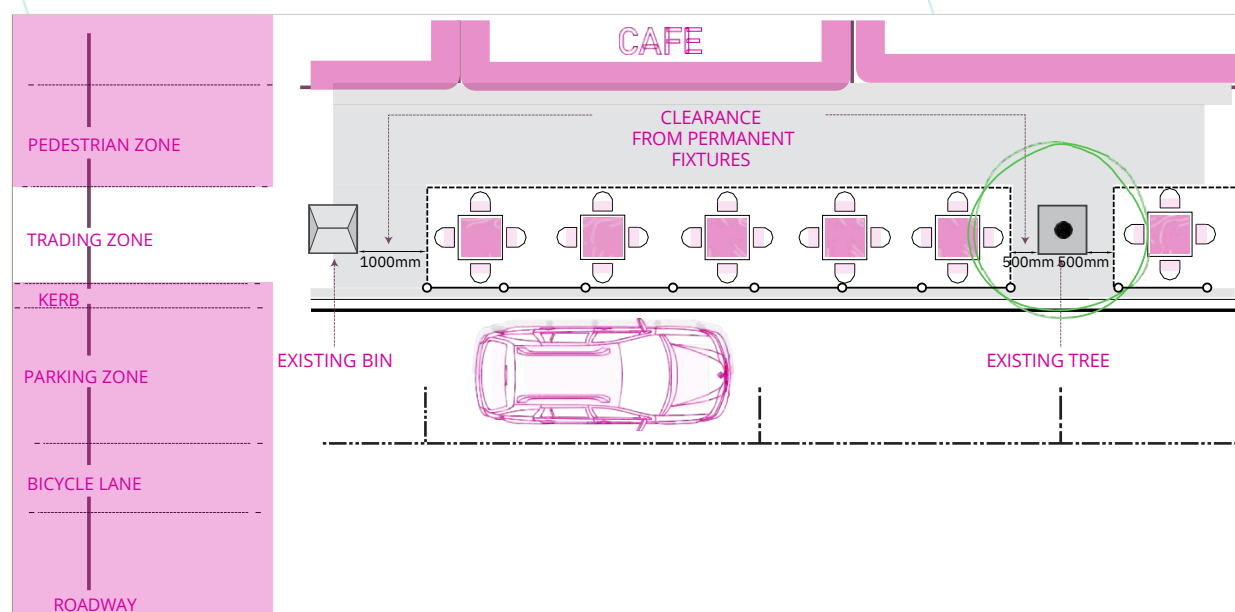 CAFE
CLEARANCE
FROM PERMANENT
FIXTURES
PEDESTRIAN ZONE
TRADING ZONE
1000mm
500mm
500mm
KERB
EXISTING BIN
EXISTING TREE
PARKING ZONE
BICYCLE LANE
ROADWAY